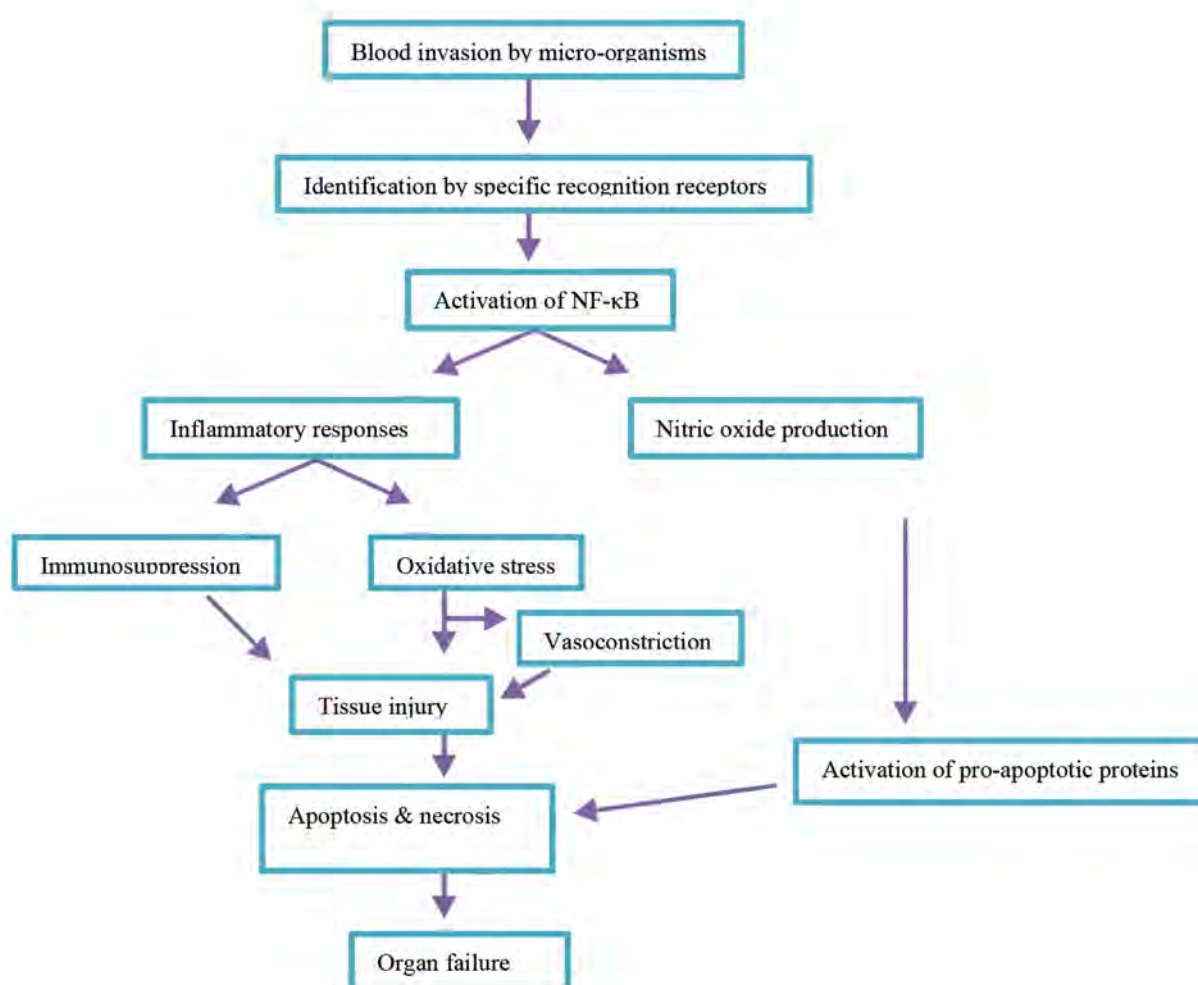 Blood invasion by micro-organisms
Identification by specific recognition receptors
Activation of NF-κB
Inflammatory responses
Nitric oxide production
Immunosuppression
Oxidative stress
Vasoconstriction
Tissue injury
Activation of pro-apoptotic proteins
Apoptosis & necrosis
Organ failure